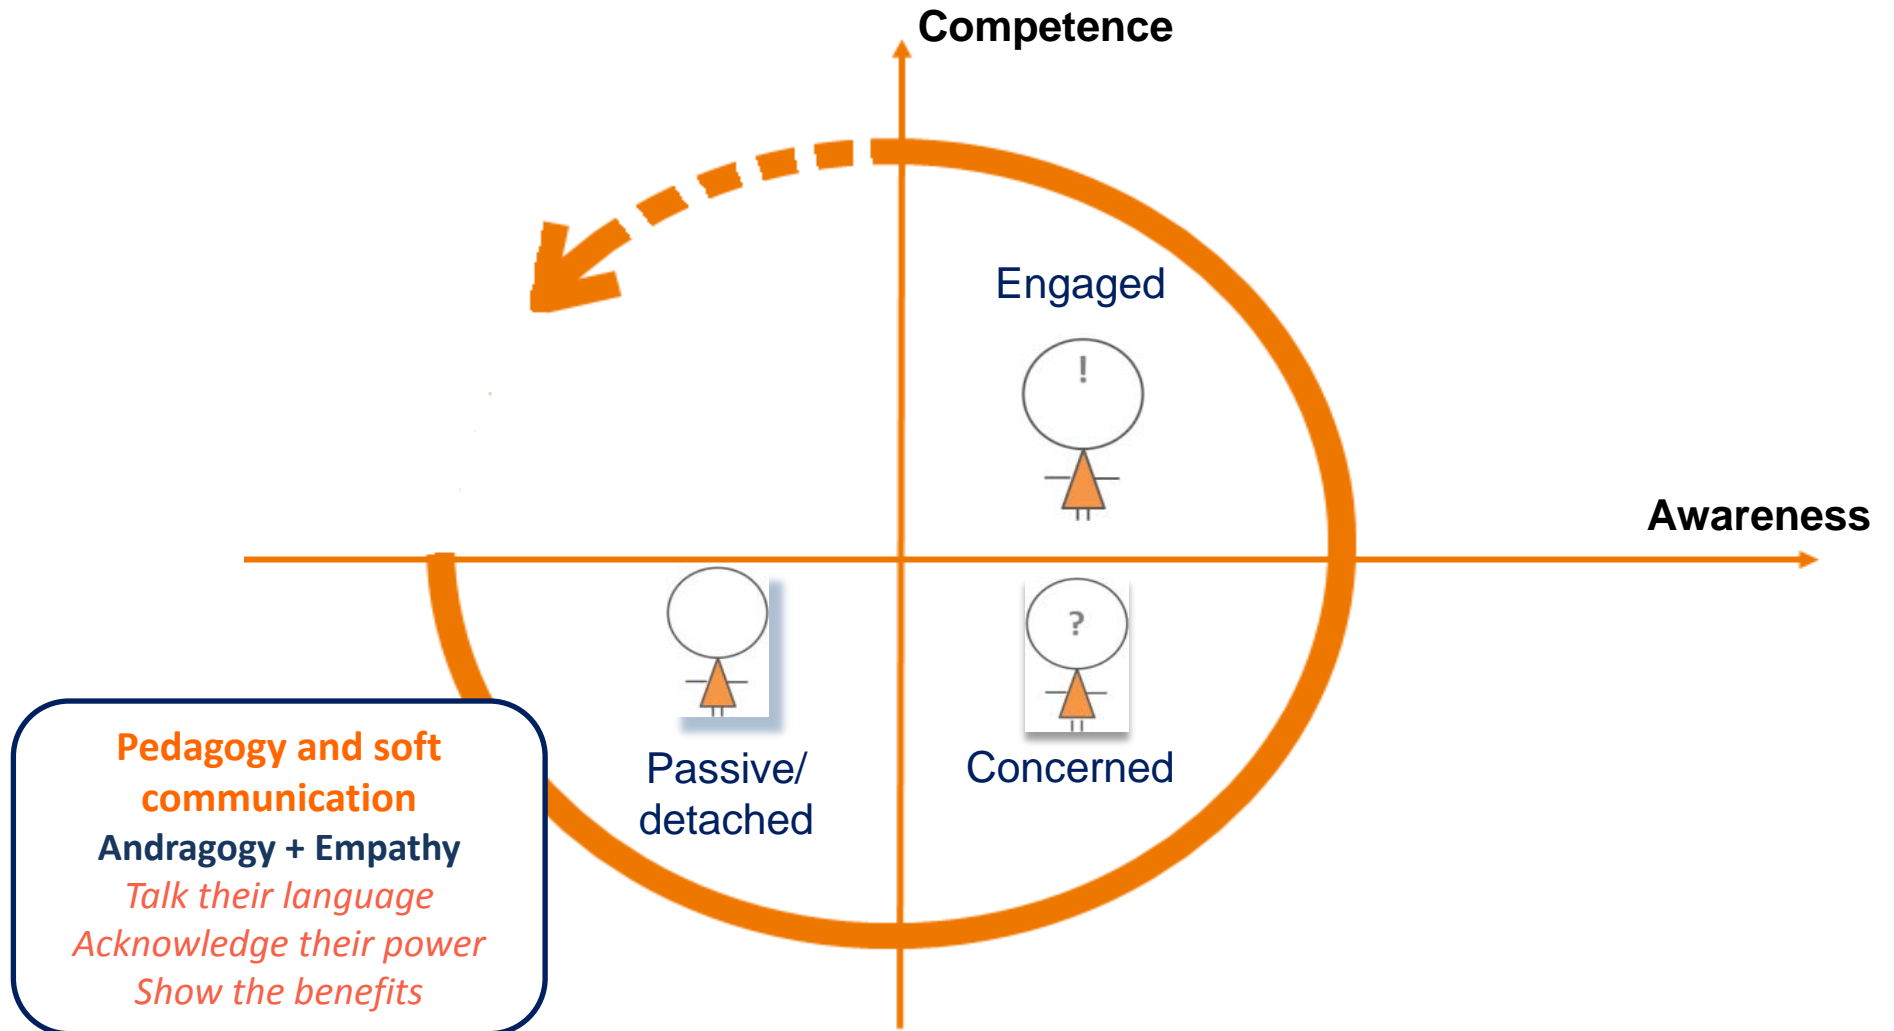 Competence
Engaged
!
Awareness
?
Passive/
detached
Concerned
Pedagogy and soft
communication
Andragogy + Empathy
Talk their language
Acknowledge their power
Show the benefits